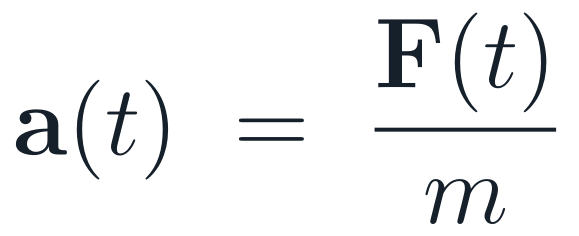 a(t) = F(t)/m